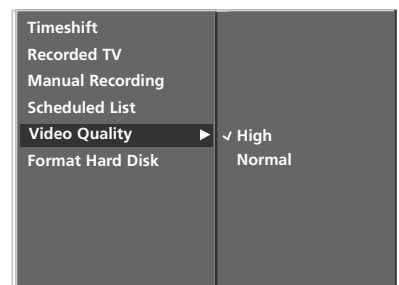 Timeshift
Recorded TV
Manual Recording
Scheduled List
Video Quality
High
Normal
Format Hard Disk